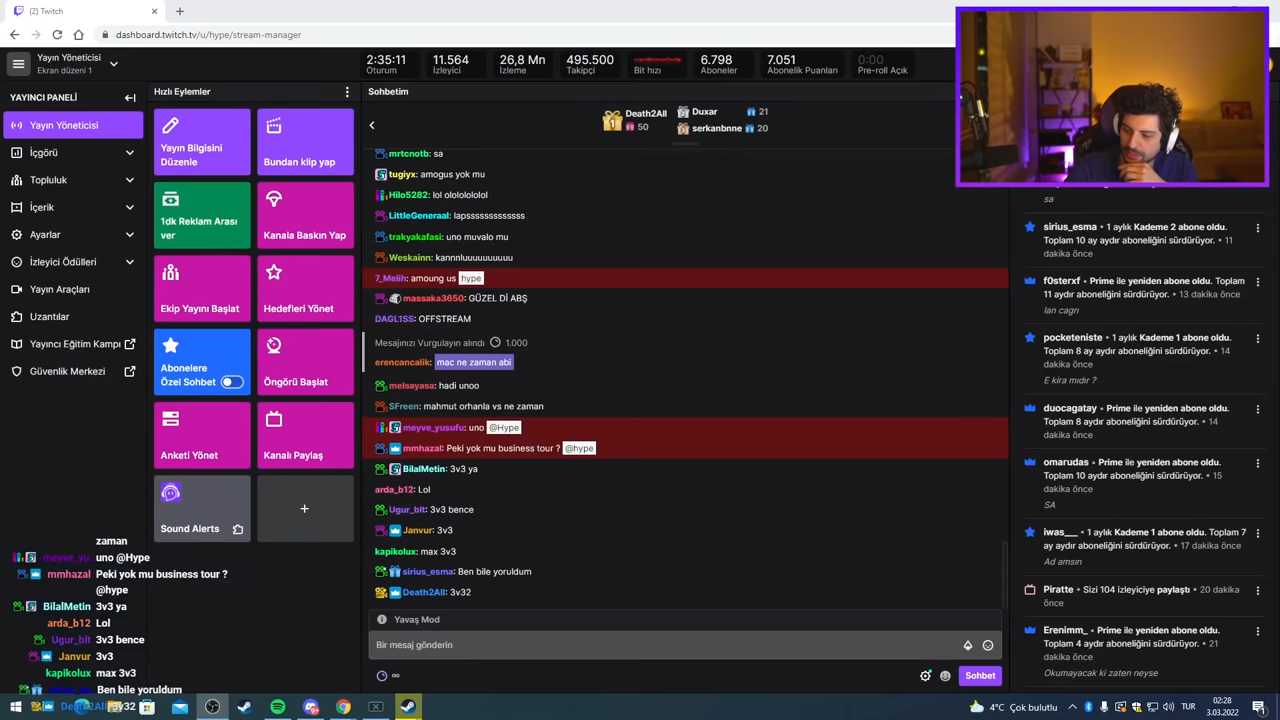 (2) Twitch
dashboard.twitch.tv/u/hype/stream-manager
Yayın Yöneticisi
Ekran düzeni 1
2:35:11
Oturum
11.564
İzleyici
26,8 Mn
İzleme
495.500
Takipçi
Bit hızı
6.798
Aboneler
7.051
Abonelik Puanları
0:00
Pre-roll Açık
YAYINCI PANELİ
Yayın Yöneticisi
İçgörü
Topluluk
İçerik
Ayarlar
İzleyici Ödülleri
Yayın Araçları
Uzantılar
Yayıncı Eğitim Kampı
Güvenlik Merkezi
Hızlı Eylemler
Yayın Bilgisini
Düzenle
Bundan klip yap
1dk Reklam Arası
ver
Kanala Baskın Yap
Ekip Yayını Başlat
Hedefleri Yönet
Abonelere
Özel Sohbet
Öngörü Başlat
Anketi Yönet
Kanalı Paylaş
Sound Alerts
Sohbetim
1
Death2All
50
Duxar
21
serkanbnne
20
mrtcnotb: sa
tugiyx: amogus yok mu
Hilo5282: lol olololololol
LittleGeneraal: lapsssssssssssss
trakyakafasi: uno muvalo mu
Weskainn: kannnluuuuuuuuuu
7_Melih: amoung us hype
massaka3650: GÜZEL Dİ ABŞ
DAGL1SS: OFFSTREAM
Mesajınızı Vurgulayın alındı 1.000
erencancalik: mac ne zaman abi
melsayasa: hadi unoo
SFreen: mahmut orhanla vs ne zaman
meyve_yusufu: uno @Hype
mmhazal: Peki yok mu business tour ? @hype
BilalMetin: 3v3 ya
arda_b12: Lol
Ugur_blt: 3v3 bence
Janvur: 3v3
kapikolux: max 3v3
sirius_esma: Ben bile yoruldum
Death2All: 3v32
Yavaş Mod
Bir mesaj gönderin
Sohbet
sa
sirius_esma • 1 aylık Kademe 2 abone oldu.
Toplam 10 ay aydır aboneliğini sürdürüyor. • 11
dakika önce
f0sterxf • Prime ile yeniden abone oldu. Toplam
11 aydır aboneliğini sürdürüyor. • 13 dakika önce
lan cagrı
pocketeniste • 1 aylık Kademe 1 abone oldu.
Toplam 8 ay aydır aboneliğini sürdürüyor. • 14
dakika önce
E kira mıdır ?
duocagatay • Prime ile yeniden abone oldu.
Toplam 8 aydır aboneliğini sürdürüyor. • 14
dakika önce
omarudas • Prime ile yeniden abone oldu.
Toplam 10 aydır aboneliğini sürdürüyor. • 15
dakika önce
SA
iwas___ • 1 aylık Kademe 1 abone oldu. Toplam 7
ay aydır aboneliğini sürdürüyor. • 17 dakika önce
Ad amsın
Piratte • Sizi 104 izleyiciye paylaştı • 20 dakika
önce
Erenimm_ • Prime ile yeniden abone oldu.
Toplam 4 aydır aboneliğini sürdürüyor. • 21
dakika önce
Okumayacak ki zaten neyse
zaman
meyve_yu. uno @Hype
mmhazal Peki yok mu business tour ?
@hype
BilalMetin 3v3 ya
arda_b12 Lol
Ugur_blt 3v3 bence
Janvur 3v3
kapikolux max 3v3
Ben bile yoruldum
Death2All 3v32
4°C Çok bulutlu
TUR
02:28
3.03.2022
1